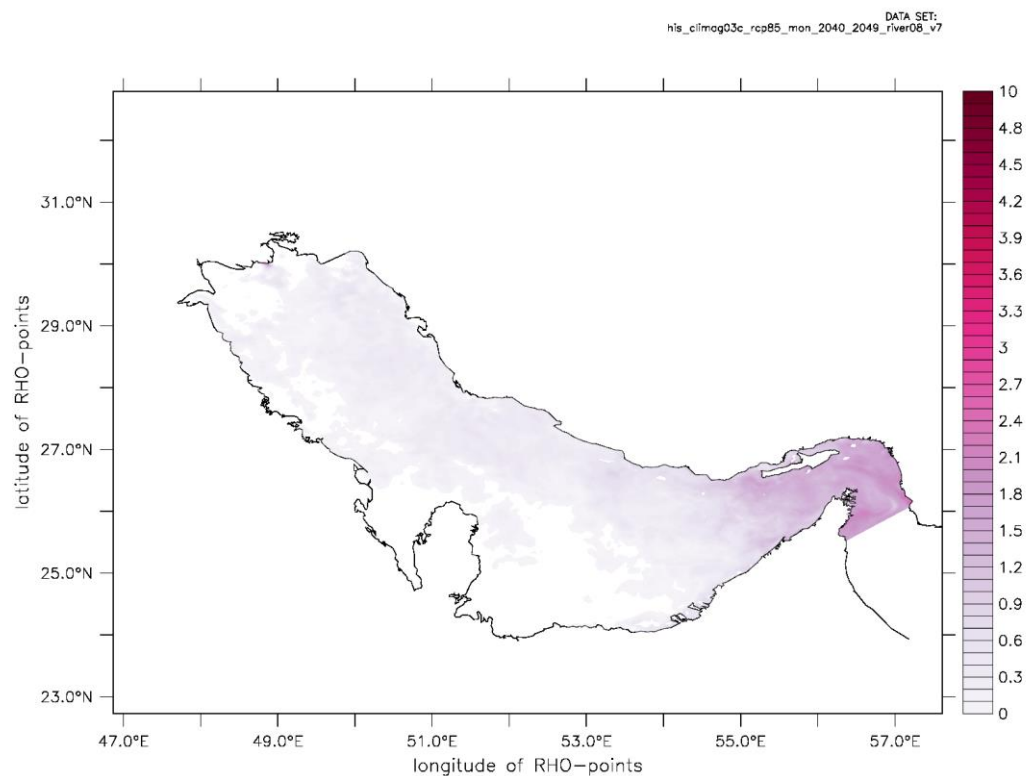 DATA SET:
his_climag03c_rcp85_mon_2040_2049_river08_v7
10
4.8
4.5
4.2
3.9
3.6
3.3
3
2.7
2.4
2.1
1.8
1.5
1.2
0.9
0.6
0.3
0
latitude of RHO-points
31.0°N
29.0°N
27.0°N
25.0°N
23.0°N
47.0°E 49.0°E 51.0°E 53.0°E 55.0°E 57.0°E
longitude of RHO-points